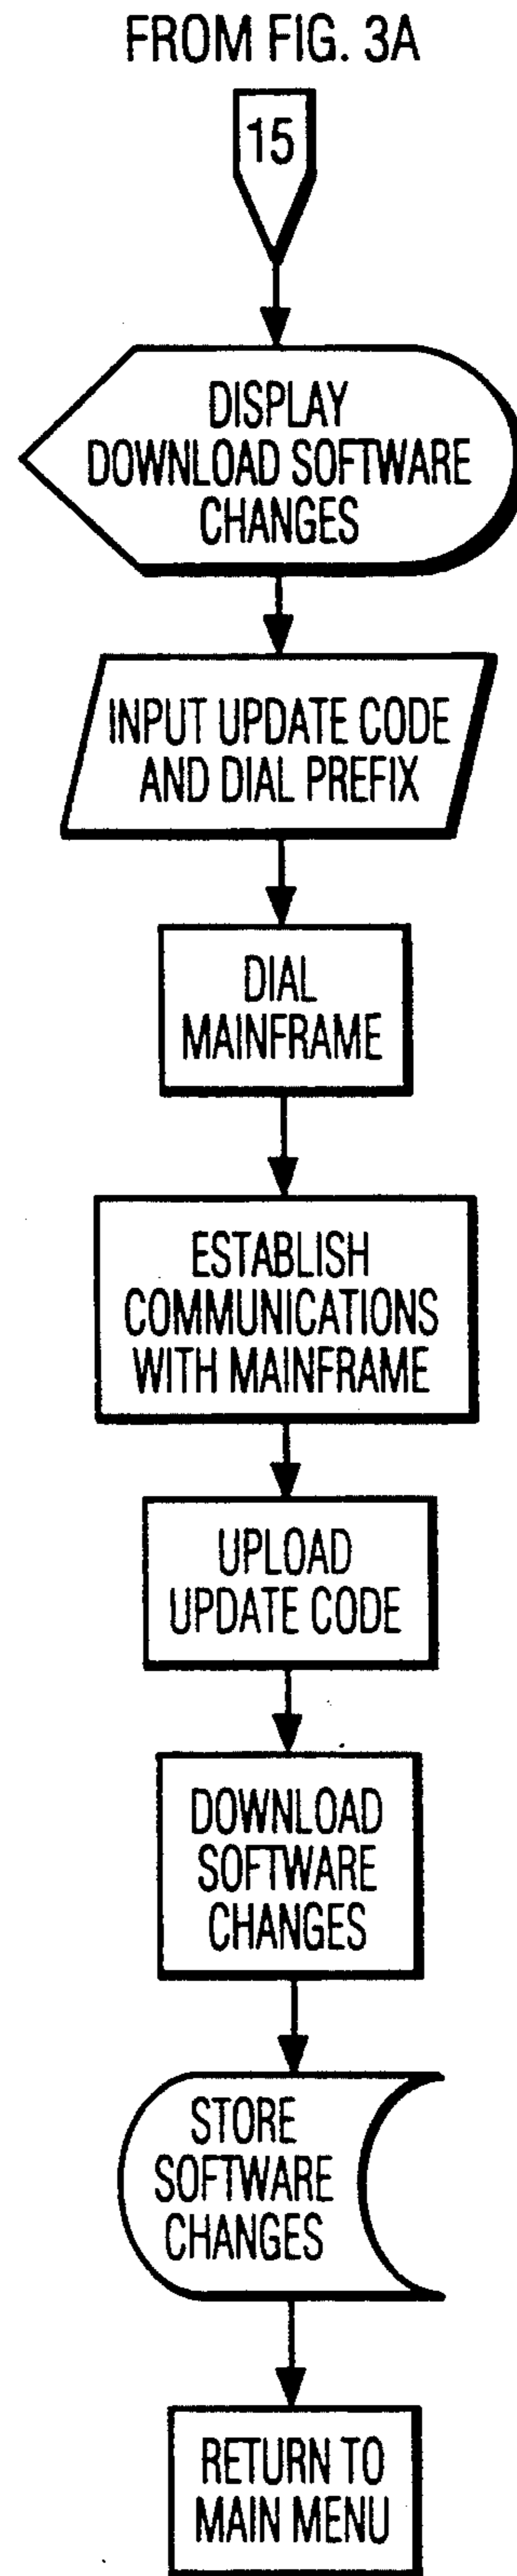 FROM FIG. 3A
15
DISPLAY
DOWNLOAD SOFTWARE
CHANGES
INPUT UPDATE CODE
AND DIAL PREFIX
DIAL
MAINFRAME
ESTABLISH
COMMUNICATIONS
WITH MAINFRAME
UPLOAD
UPDATE CODE
DOWNLOAD
SOFTWARE
CHANGES
STORE
SOFTWARE
CHANGES
RETURN TO
MAIN MENU